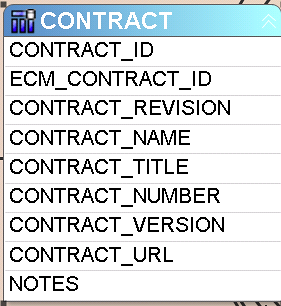 CONTRACT
CONTRACT_ID
ECM_CONTRACT_ID
CONTRACT_REVISION
CONTRACT_NAME
CONTRACT_TITLE
CONTRACT_NUMBER
CONTRACT_VERSION
CONTRACT_URL
NOTES